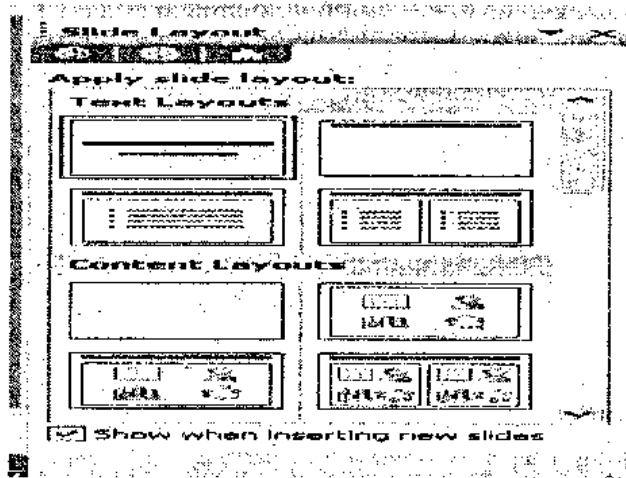 Slide Layout
Apply slide layout:
Text Layouts
Content Layouts
Show when inserting new slides